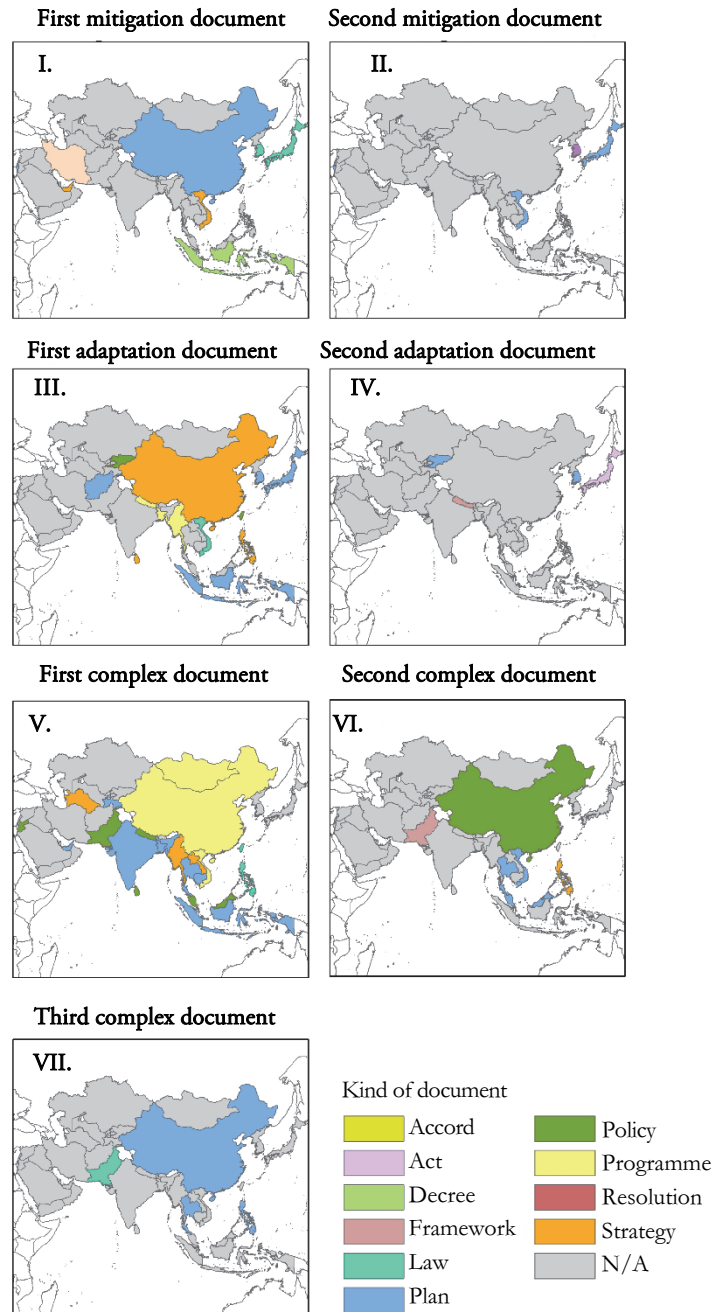 First mitigation document
Second mitigation document
I.
II.
First adaptation document
Second adaptation document
III.
IV.
First complex document
Second complex document
V.
VI.
Third complex document
VII.
Kind of document
Accord
Act
Decree
Framework
Law
Plan
Policy
Programme
Resolution
Strategy
N/A